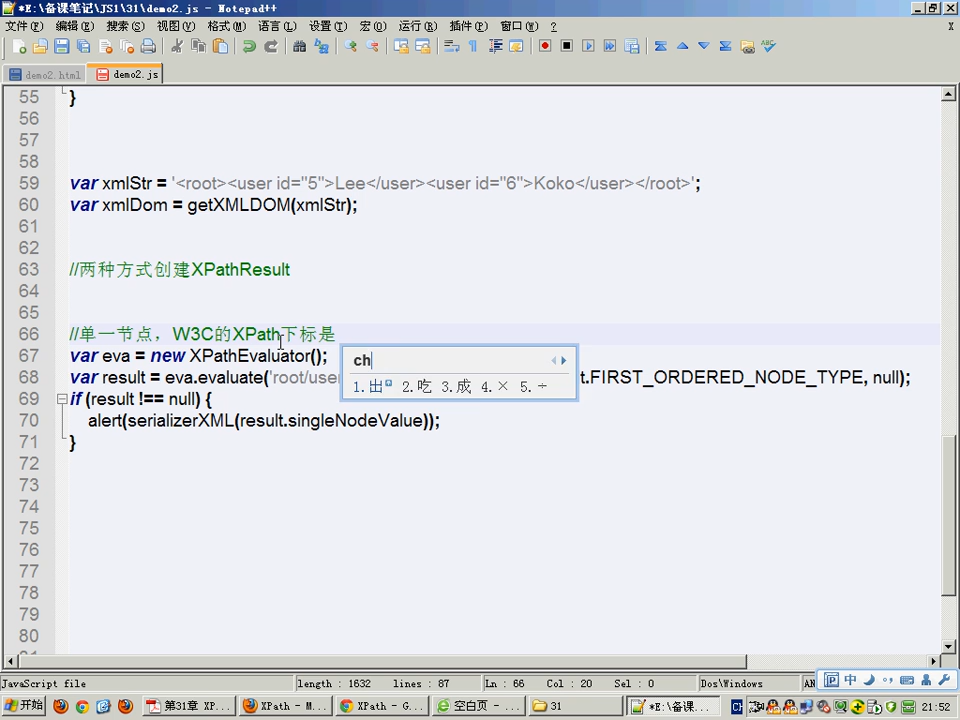 *E:\备课笔记\JS1\31\demo2.js - Notepad++
文件(F) 编辑(E) 搜索(S) 视图(V) 格式(M) 语言(L) 设置(T) 宏(O) 运行(R) 插件(P) 窗口(W) ? X
demo2.html demo2.js
55 }
56
57
58
59 var xmlStr = '<root><user id="5">Lee</user><user id="6">Koko</user></root>';
60 var xmlDom = getXMLDOM(xmlStr);
61
62
63 //两种方式创建XPathResult
64
65
66 //单一节点，W3C的XPath下标是
67 var eva = new XPathEvaluator();
68 var result = eva.evaluate('root/user t.FIRST_ORDERED_NODE_TYPE, null);
69 if (result !== null) {
70 alert(serializerXML(result.singleNodeValue));
71 }
72
73
74
75
76
77
78
79
80
ch
1.出 2.吃 3.成 4.× 5.÷
JavaScript file length : 1632 lines : 87 Ln : 66 Col : 20 Sel : 0 Dos\Windows AN
中
开始 第31章 XP... XPath - M... XPath - G... 空白页 - ... 31 *E:\备课... CH 21:52